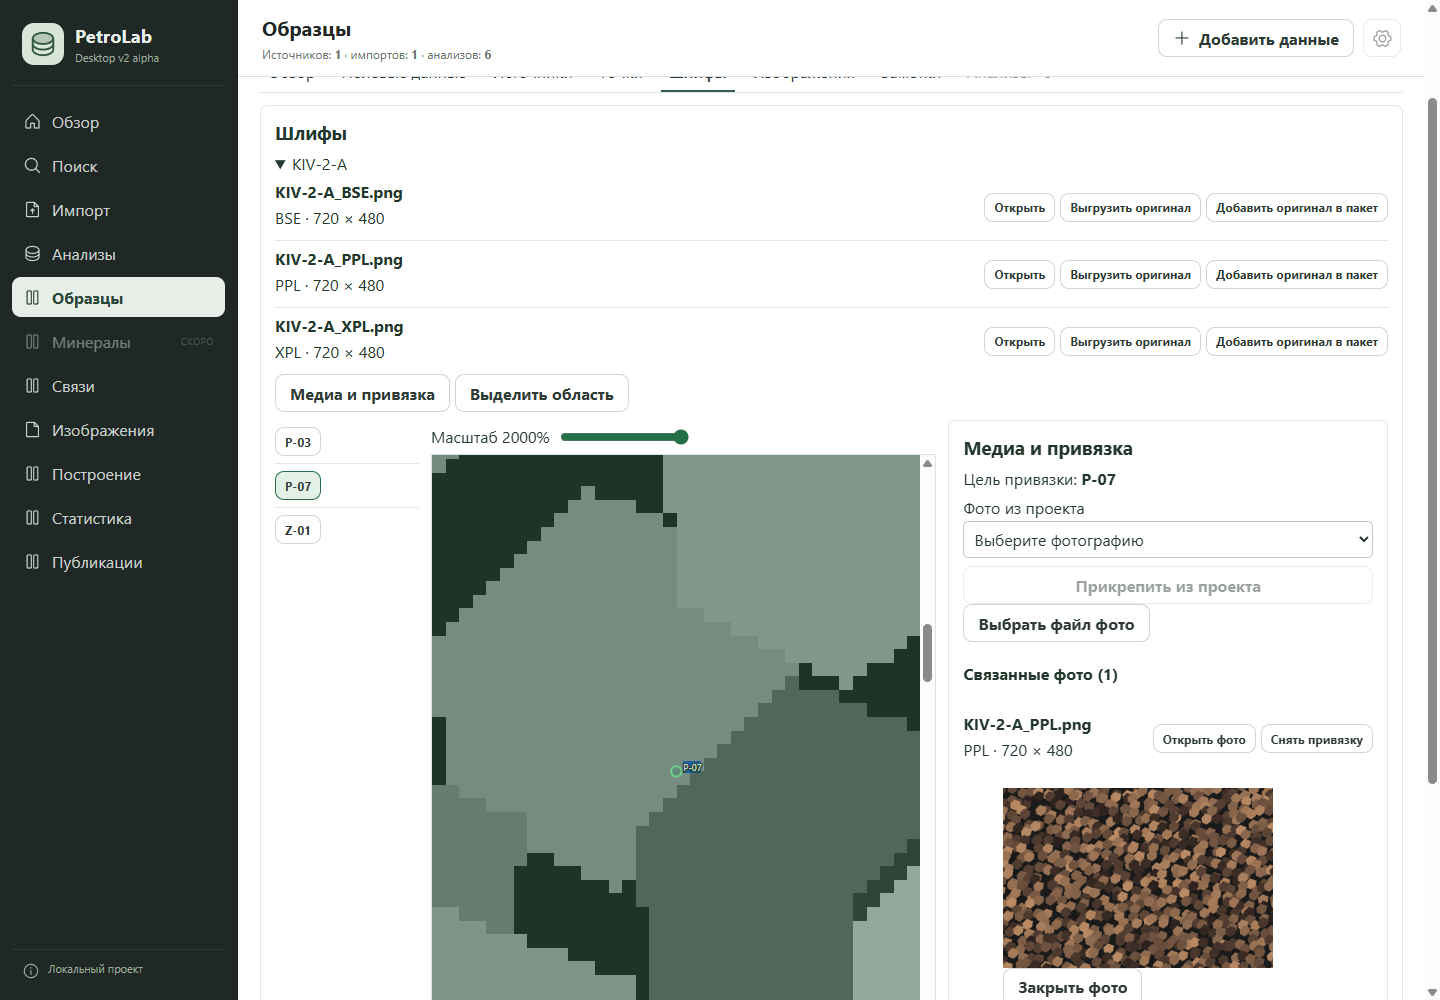 PetroLab
Desktop v2 alpha
Обзор
Поиск
Импорт
Анализы
Образцы
Минералы СКОРО
Связи
Изображения
Построение
Статистика
Публикации
Локальный проект
Образцы
Источников: 1 · импортов: 1 · анализов: 6
Добавить данные
Шлифы
KIV-2-A
KIV-2-A_BSE.png
BSE · 720 × 480
Открыть Выгрузить оригинал Добавить оригинал в пакет
KIV-2-A_PPL.png
PPL · 720 × 480
Открыть Выгрузить оригинал Добавить оригинал в пакет
KIV-2-A_XPL.png
XPL · 720 × 480
Открыть Выгрузить оригинал Добавить оригинал в пакет
Медиа и привязка Выделить область
P-03
P-07
Z-01
Масштаб 2000%
P-07
Медиа и привязка
Цель привязки: P-07
Фото из проекта
Выберите фотографию
Прикрепить из проекта
Выбрать файл фото
Связанные фото (1)
KIV-2-A_PPL.png
PPL · 720 × 480
Открыть фото Снять привязку
Закрыть фото